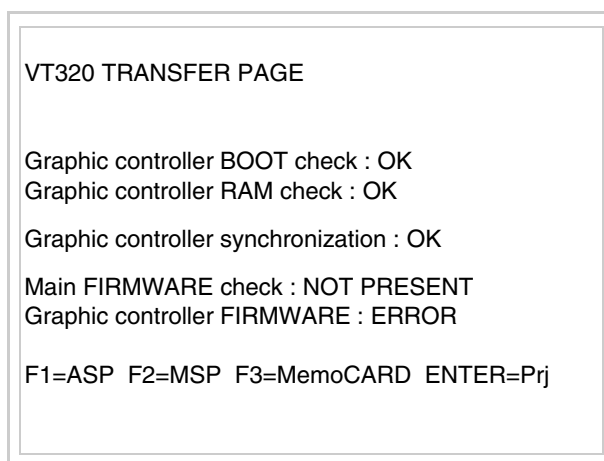 VT320 TRANSFER PAGE
Graphic controller BOOT check : OK
Graphic controller RAM check : OK
Graphic controller synchronization : OK
Main FIRMWARE check : NOT PRESENT
Graphic controller FIRMWARE : ERROR
F1=ASP F2=MSP F3=MemoCARD ENTER=Prj